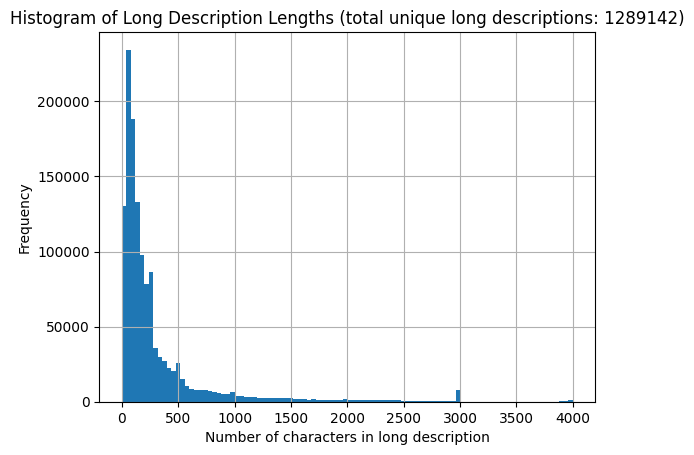 Histogram of Long Description Lengths (total unique long descriptions: 1289142)
200000
150000
100000
50000
0
Frequency
0 500 1000 1500 2000 2500 3000 3500 4000
Number of characters in long description